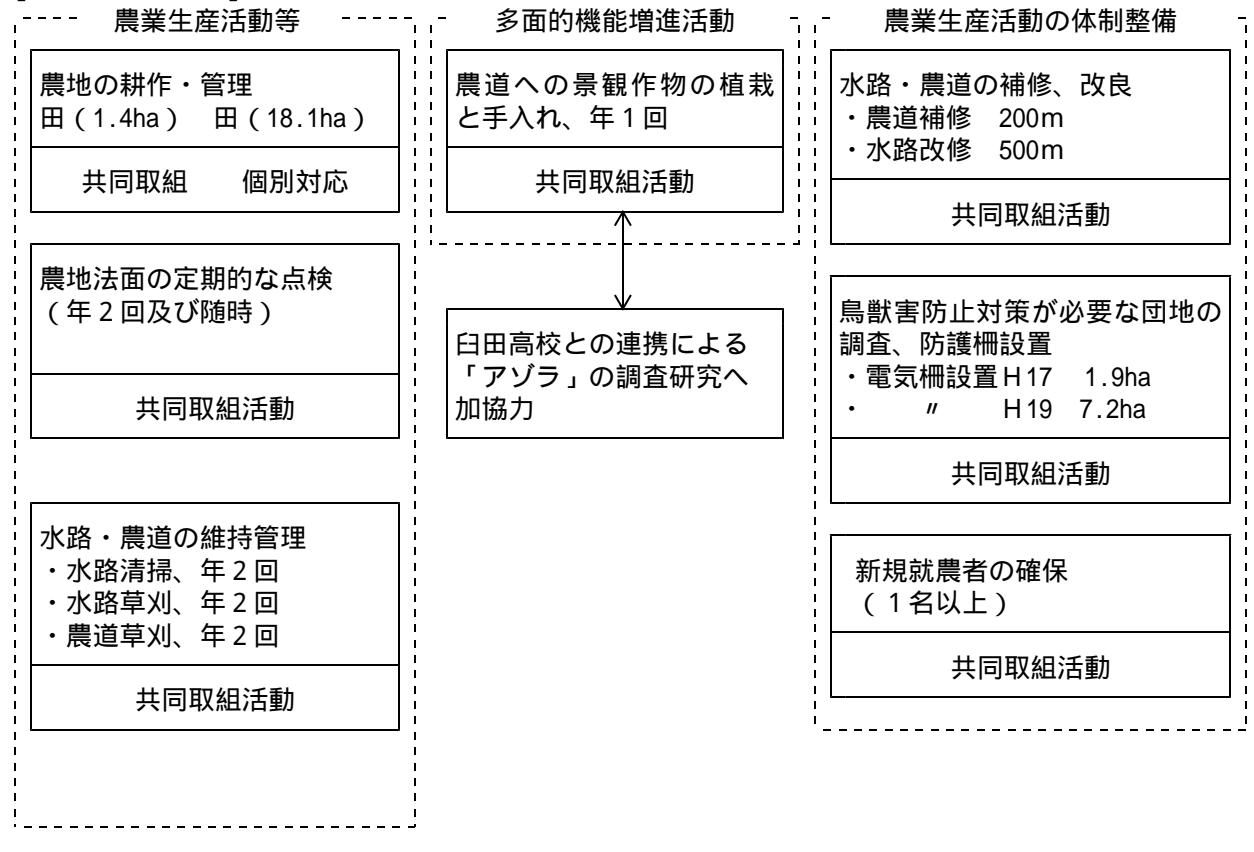 農業生産活動等
農地の耕作・管理
田（1.4ha） 田（18.1ha）
共同取組 個別対応
農地法面の定期的な点検
（年２回及び随時）
共同取組活動
水路・農道の維持管理
・水路清掃、年２回
・水路草刈、年２回
・農道草刈、年２回
共同取組活動
多面的機能増進活動
農道への景観作物の植栽
と手入れ、年１回
共同取組活動
臼田高校との連携による
「アゾラ」の調査研究へ
加協力
農業生産活動の体制整備
水路・農道の補修、改良
・農道補修 200m
・水路改修 500m
共同取組活動
鳥獣害防止対策が必要な団地の
調査、防護柵設置
・電気柵設置Ｈ17 1.9ha
・ 〃 Ｈ19 7.2ha
共同取組活動
新規就農者の確保
（１名以上）
共同取組活動